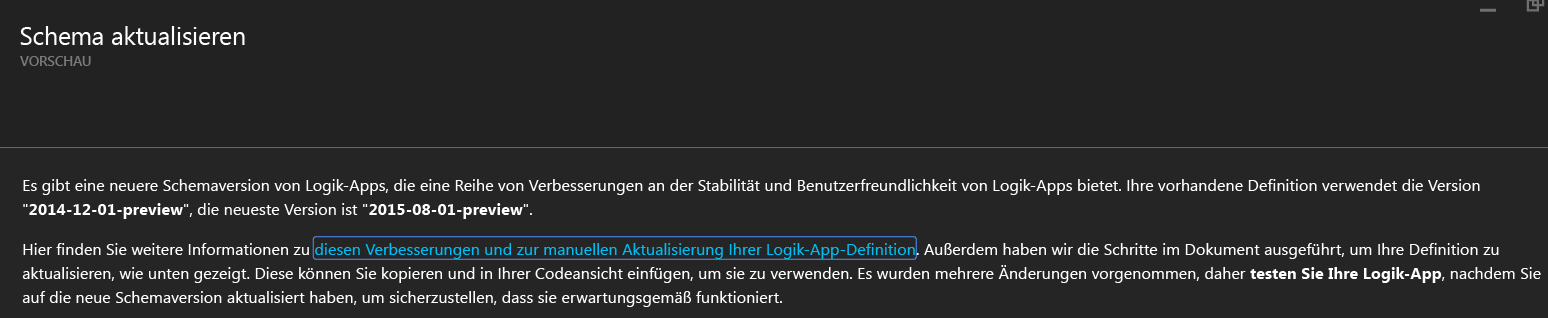 Schema aktualisieren
VORSCHAU
Es gibt eine neuere Schemaversion von Logik-Apps, die eine Reihe von Verbesserungen an der Stabilität und Benutzerfreundlichkeit von Logik-Apps bietet. Ihre vorhandene Definition verwendet die Version
"2014-12-01-preview", die neueste Version ist "2015-08-01-preview".
Hier finden Sie weitere Informationen zu diesen Verbesserungen und zur manuellen Aktualisierung Ihrer Logik-App-Definition. Außerdem haben wir die Schritte im Dokument ausgeführt, um Ihre Definition zu
aktualisieren, wie unten gezeigt. Diese können Sie kopieren und in Ihrer Codeansicht einfügen, um sie zu verwenden. Es wurden mehrere Änderungen vorgenommen, daher testen Sie Ihre Logik-App, nachdem Sie
auf die neue Schemaversion aktualisiert haben, um sicherzustellen, dass sie erwartungsgemäß funktioniert.